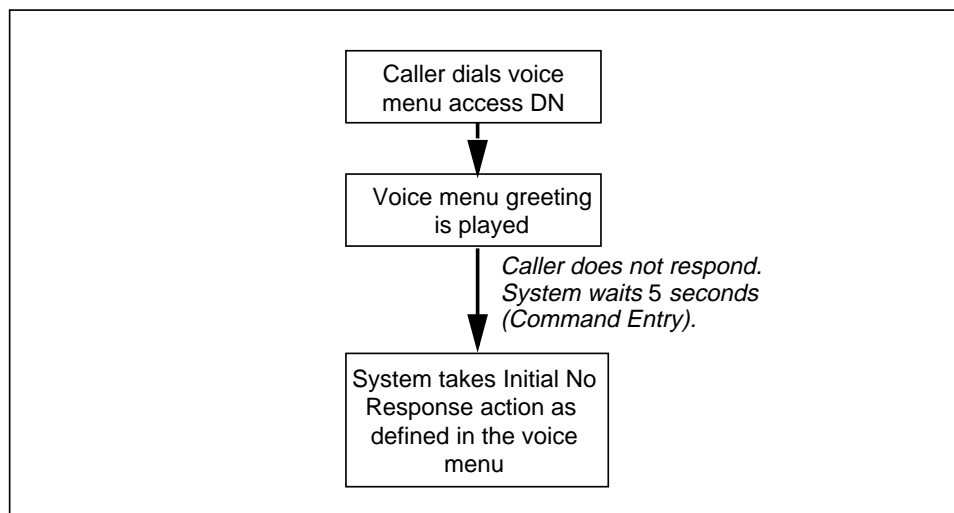 Caller dials voice
menu access DN
Voice menu greeting
is played
Caller does not respond.
System waits 5 seconds
(Command Entry).
System takes Initial No
Response action as
defined in the voice
menu